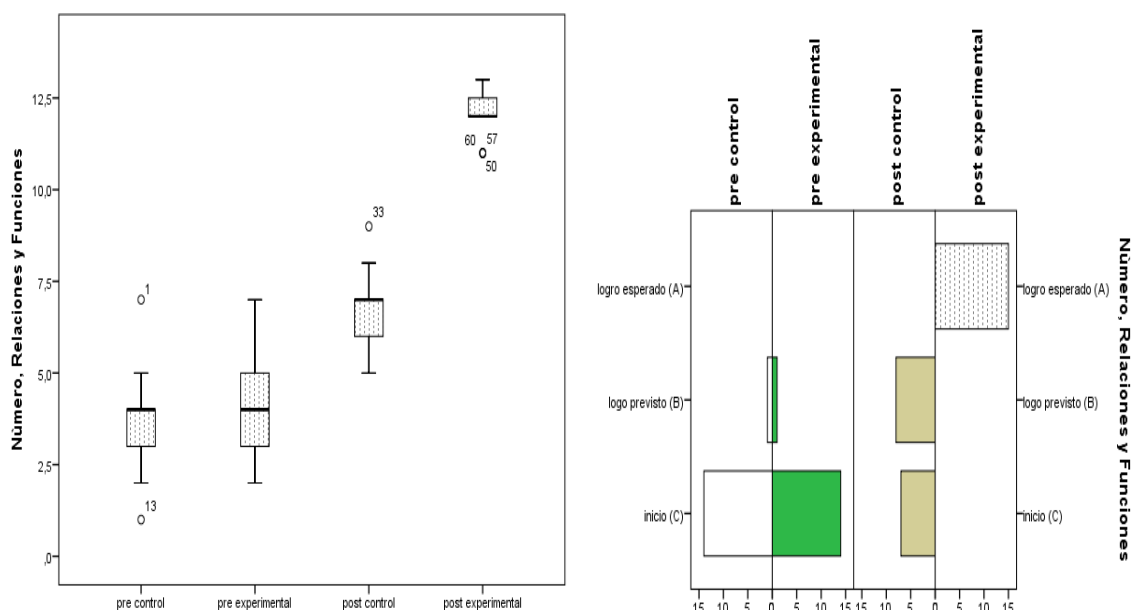 Nùmero, Relaciones y Funciones
12,5
10,0
7,5
5,0
2,5
,0
1
13
33
60
57
50
pre control
pre experimental
post control
post experimental
pre control
pre experimental
post control
post experimental
logro esperado (A)
logo previsto (B)
inicio (C)
logro esperado (A)
logo previsto (B)
inicio (C)
Nùmero, Relaciones y Funciones
15 10 5 0 5 10 15 15 10 5 0 5 10 15